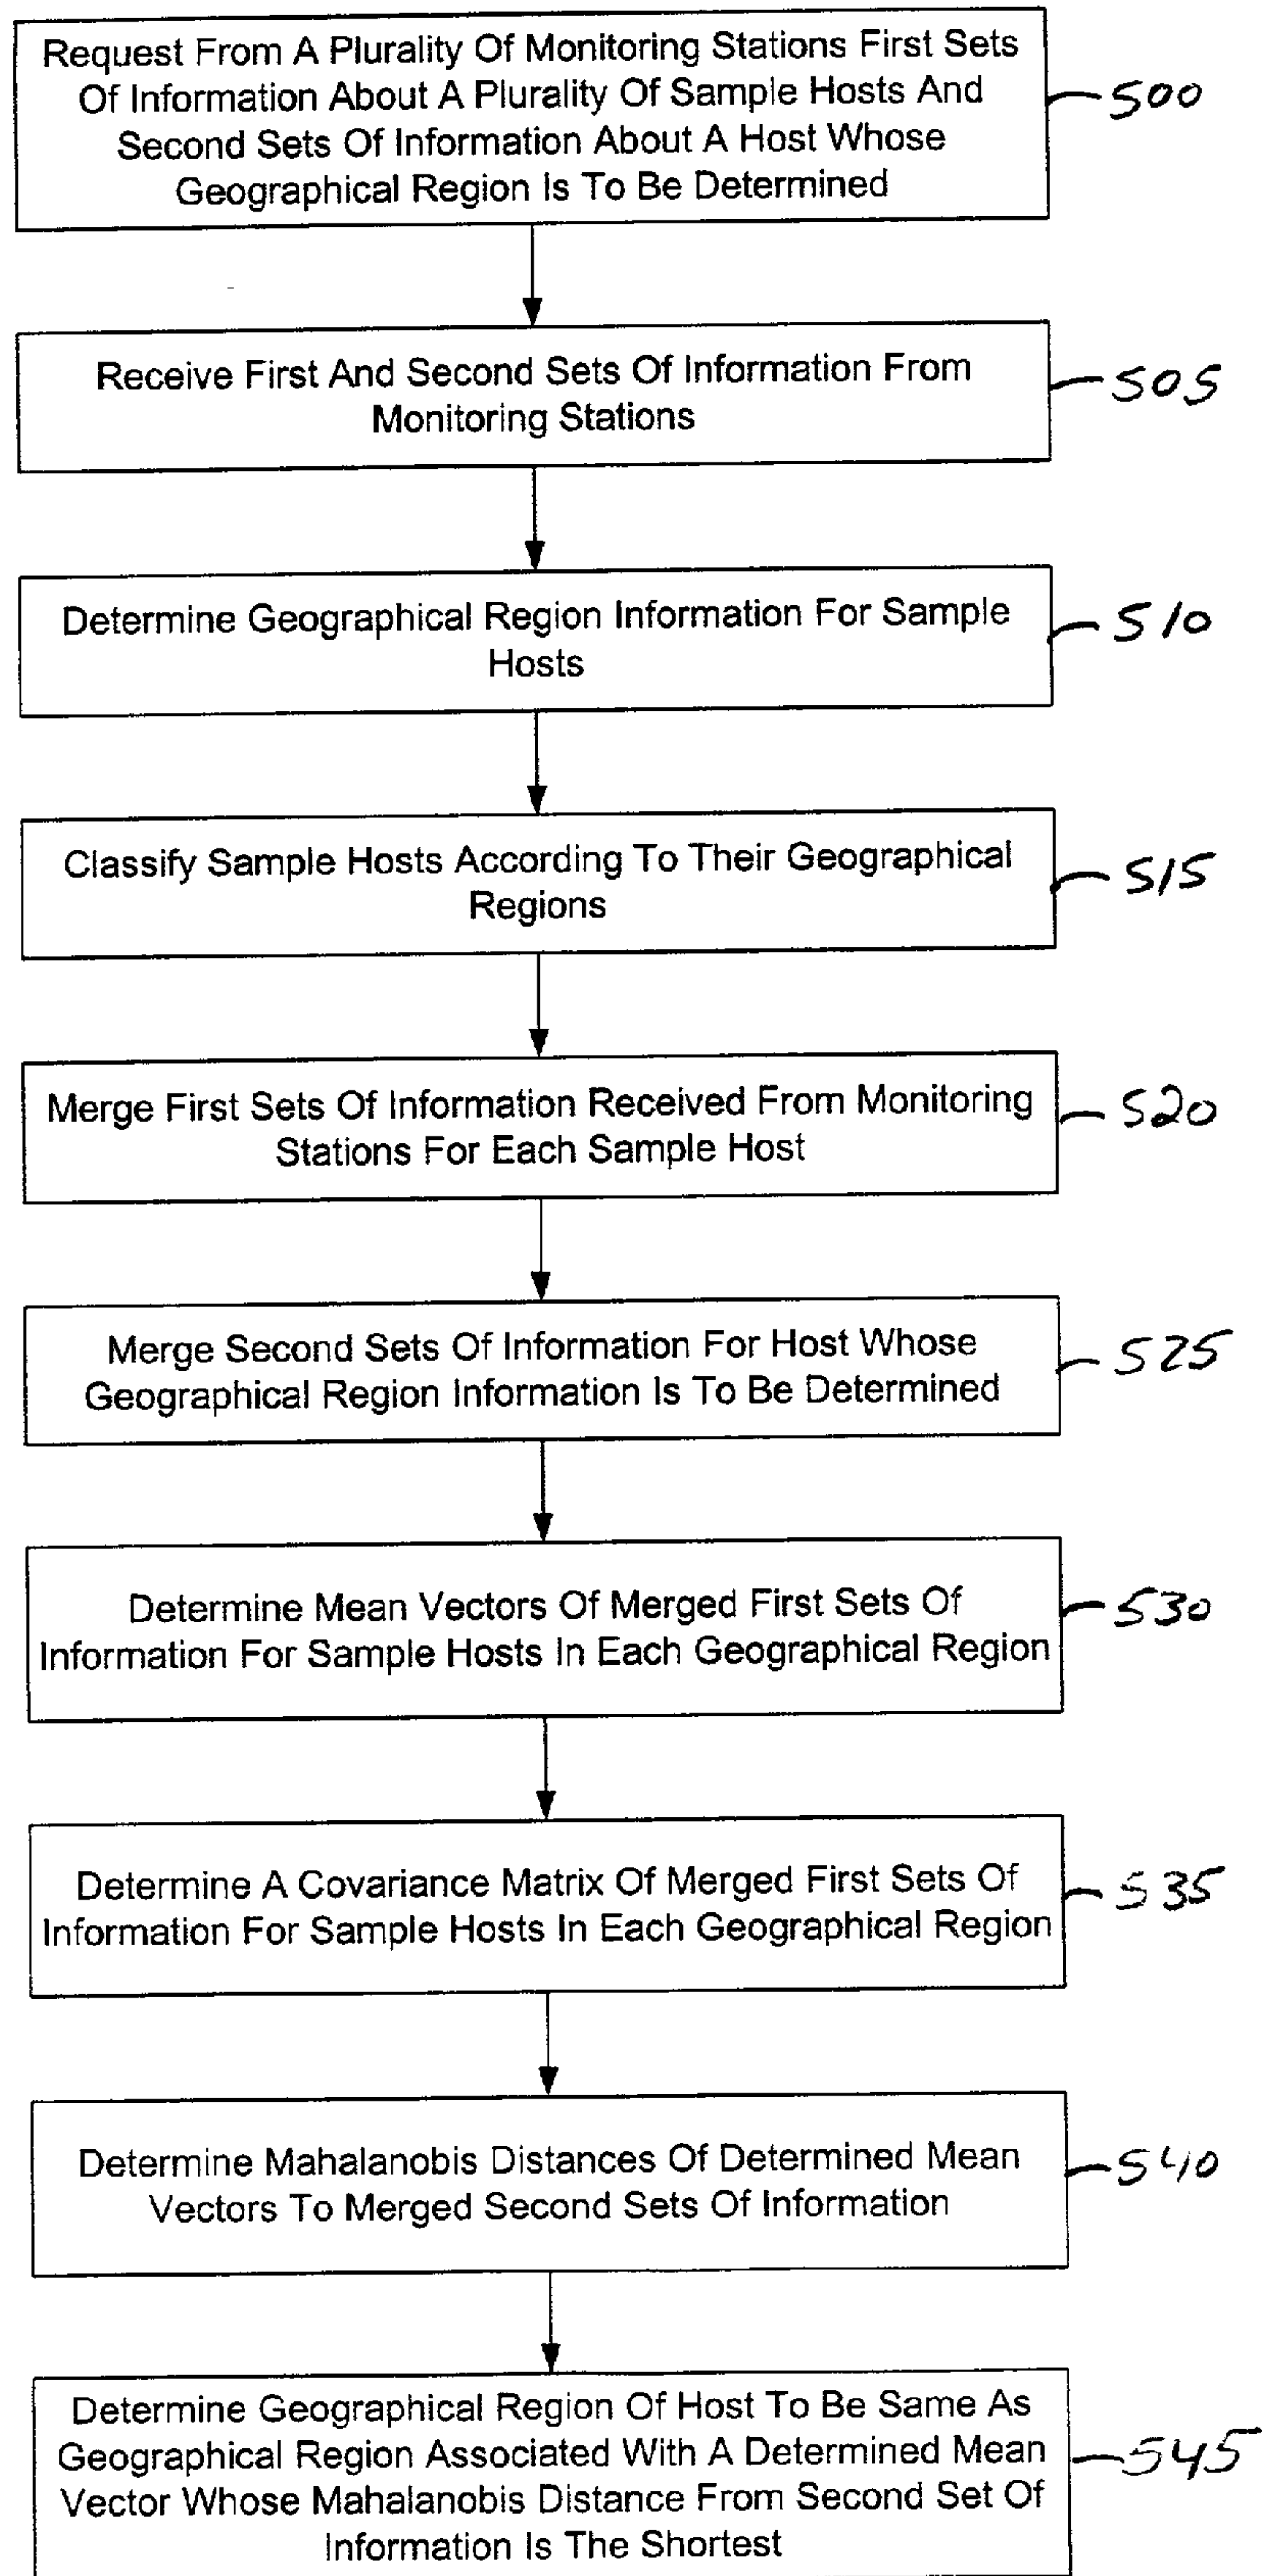 Request From A Plurality Of Monitoring Stations First Sets
Of Information About A Plurality Of Sample Hosts And
Second Sets Of Information About A Host Whose
Geographical Region Is To Be Determined
500
Receive First And Second Sets Of Information From
Monitoring Stations
505
Determine Geographical Region Information For Sample
Hosts
510
Classify Sample Hosts According To Their Geographical
Regions
515
Merge First Sets Of Information Received From Monitoring
Stations For Each Sample Host
520
Merge Second Sets Of Information For Host Whose
Geographical Region Information Is To Be Determined
525
Determine Mean Vectors Of Merged First Sets Of
Information For Sample Hosts In Each Geographical Region
530
Determine A Covariance Matrix Of Merged First Sets Of
Information For Sample Hosts In Each Geographical Region
535
Determine Mahalanobis Distances Of Determined Mean
Vectors To Merged Second Sets Of Information
540
Determine Geographical Region Of Host To Be Same As
Geographical Region Associated With A Determined Mean
Vector Whose Mahalanobis Distance From Second Set Of
Information Is The Shortest
545